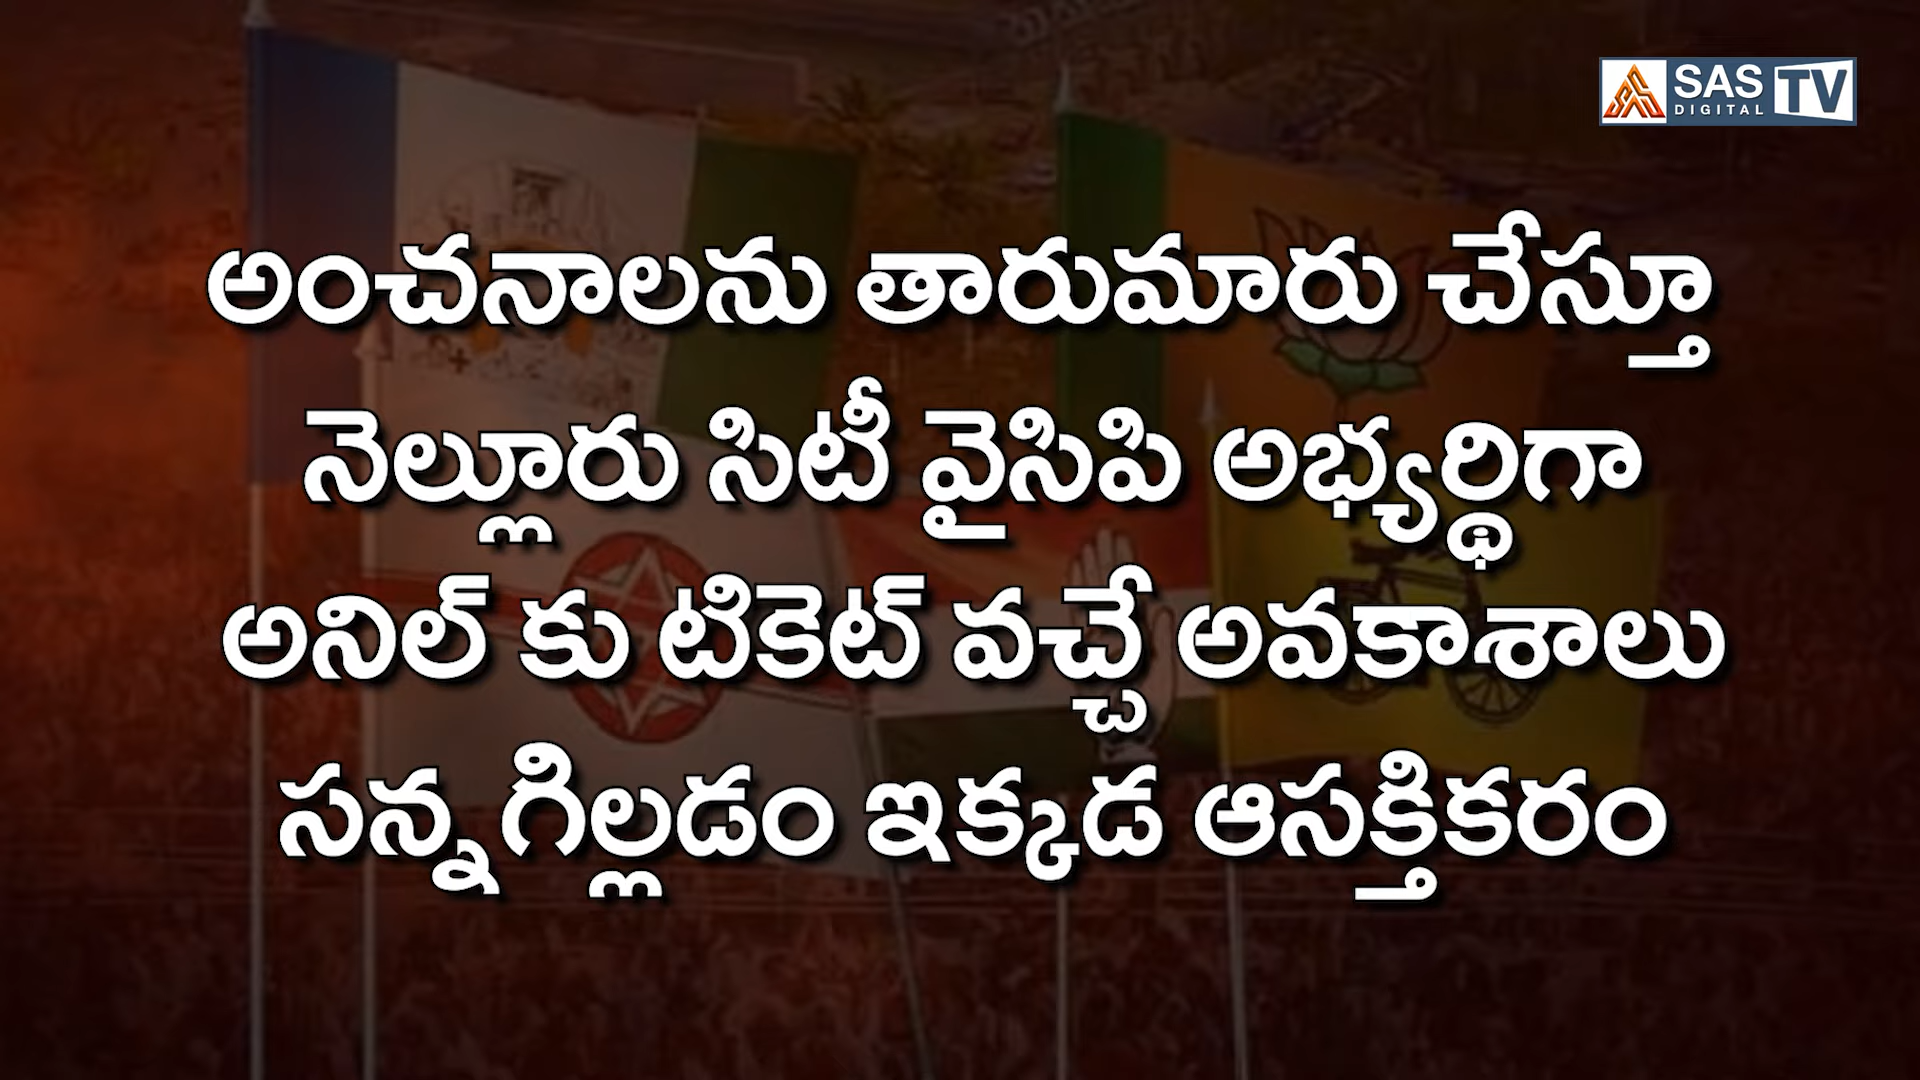 SAS
DIGITAL
TV
అంచనాలను తారుమారు చేస్తూ
నెల్లూరు సిటీ వైసిపి అభ్యర్థిగా
అనిల్ కు టికెట్ వచ్చే అవకాశాలు
సన్నగిల్లడం ఇక్కడ ఆసక్తికరం